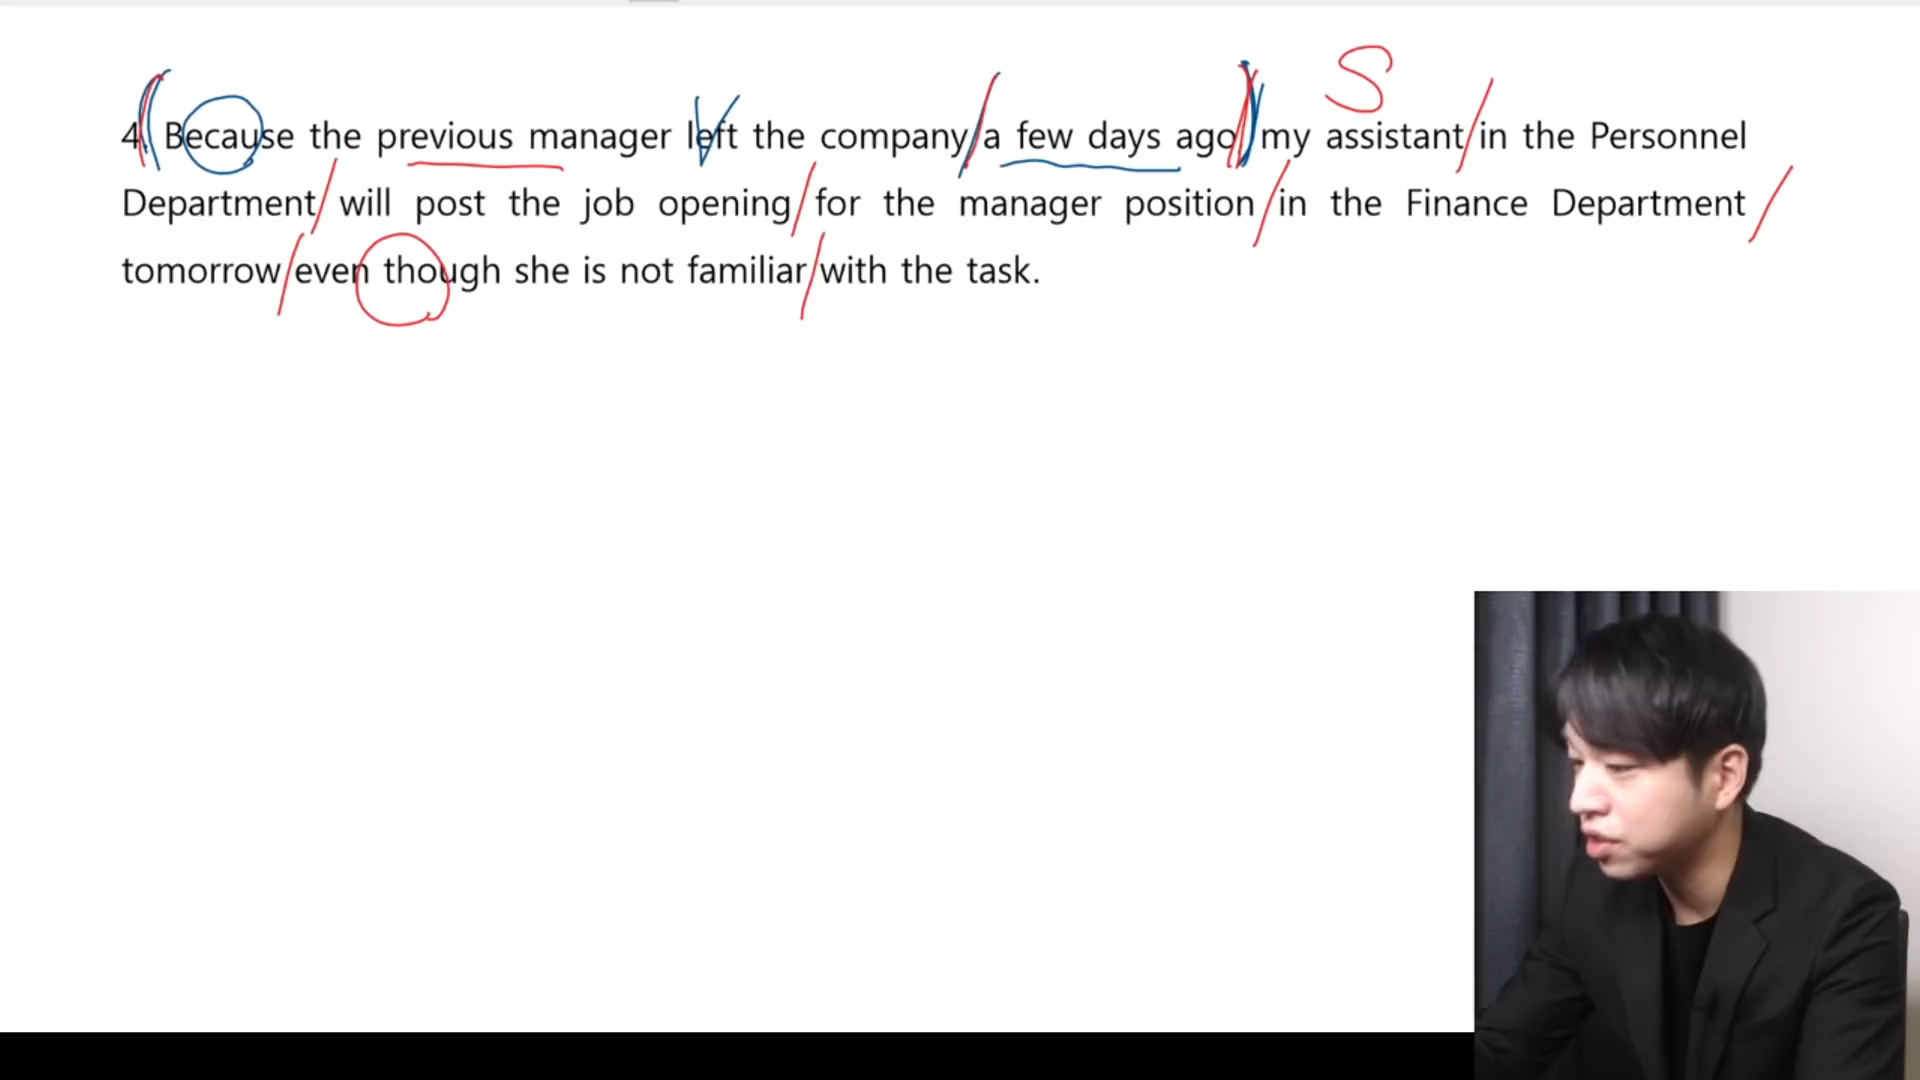 S
4. Because the previous manager left the company a few days ago my assistant in the Personnel
Department will post the job opening for the manager position in the Finance Department
tomorrow even though she is not familiar with the task.